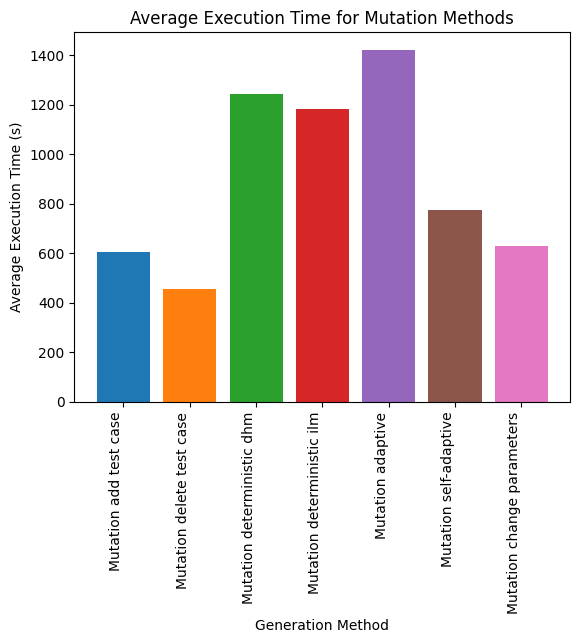 Average Execution Time for Mutation Methods
Average Execution Time (s)
1400
1200
1000
800
600
400
200
0
Mutation add test case
Mutation delete test case
Mutation deterministic dhm
Mutation deterministic ilm
Mutation adaptive
Mutation self-adaptive
Mutation change parameters
Generation Method